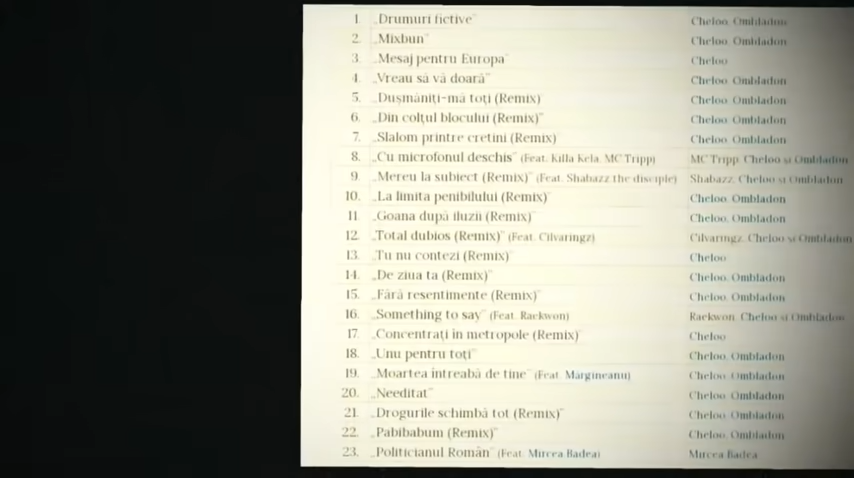 1. „Drumuri fictive" Cheloo, Ombladon
2. „Mixbun" Cheloo, Ombladon
3. „Mesaj pentru Europa" Cheloo
4. „Vreau să vă doară" Cheloo, Ombladon
5. „Dușmăniți-mă toți (Remix) Cheloo, Ombladon
6. „Din colțul blocului (Remix)" Cheloo, Ombladon
7. „Slalom printre cretini (Remix) Cheloo, Ombladon
8. „Cu microfonul deschis" (Feat. Killa Kela, MC Tripp) MC Tripp, Cheloo și Ombladon
9. „Mereu la subiect (Remix)" (Feat. Shabazz the disciple) Shabazz, Cheloo și Ombladon
10. „La limita penibilului (Remix)" Cheloo, Ombladon
11. „Goana după iluzii (Remix)" Cheloo, Ombladon
12. „Total dubios (Remix)" (Feat. Cilvaringz) Cilvaringz, Cheloo și Ombladon
13. „Tu nu contezi (Remix)" Cheloo
14. „De ziua ta (Remix)" Cheloo, Ombladon
15. „Fără resentimente (Remix)" Cheloo, Ombladon
16. „Something to say" (Feat. Raekwon) Raekwon, Cheloo și Ombladon
17. „Concentrați în metropole (Remix)" Cheloo
18. „Unu pentru toți" Cheloo, Ombladon
19. „Moartea întreabă de tine" (Feat. Mărgineanu) Cheloo, Ombladon
20. „Needitat" Cheloo, Ombladon
21. „Drogurile schimbă tot (Remix)" Cheloo, Ombladon
22. „Pabibabum (Remix)" Cheloo, Ombladon
23. „Politicianul Român" (Feat. Mircea Badea) Mircea Badea